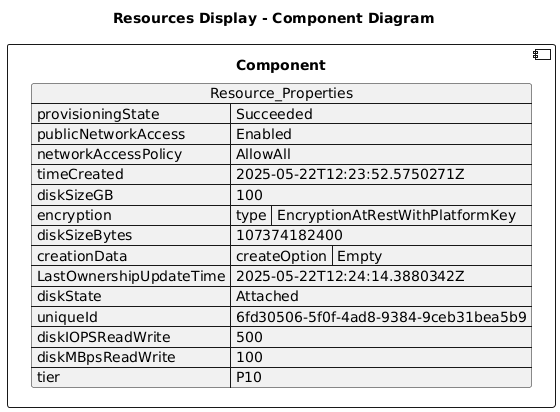 Resources Display - Component Diagram
Component
Resource_Properties
provisioningState Succeeded
publicNetworkAccess Enabled
networkAccessPolicy AllowAll
timeCreated 2025-05-22T12:23:52.5750271Z
diskSizeGB 100
encryption type EncryptionAtRestWithPlatformKey
diskSizeBytes 107374182400
creationData createOption Empty
LastOwnershipUpdateTime 2025-05-22T12:24:14.3880342Z
diskState Attached
uniqueId 6fd30506-5f0f-4ad8-9384-9ceb31bea5b9
diskIOPSReadWrite 500
diskMBpsReadWrite 100
tier P10